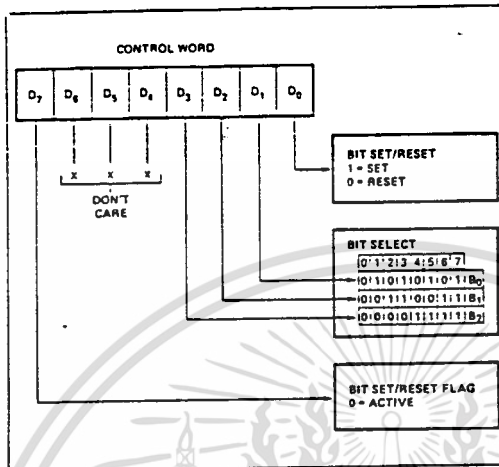 CONTROL WORD
D7 D6 D5 D4 D3 D2 D1 D0
X X X
DON'T
CARE
BIT SET/RESET
1 = SET
0 = RESET
BIT SELECT
0 1 2 3 4 5 6 7
0 1 0 1 0 1 0 1 B0
0 0 1 1 0 0 1 1 B1
0 0 0 0 1 1 1 1 B2
BIT SET/RESET FLAG
0 = ACTIVE